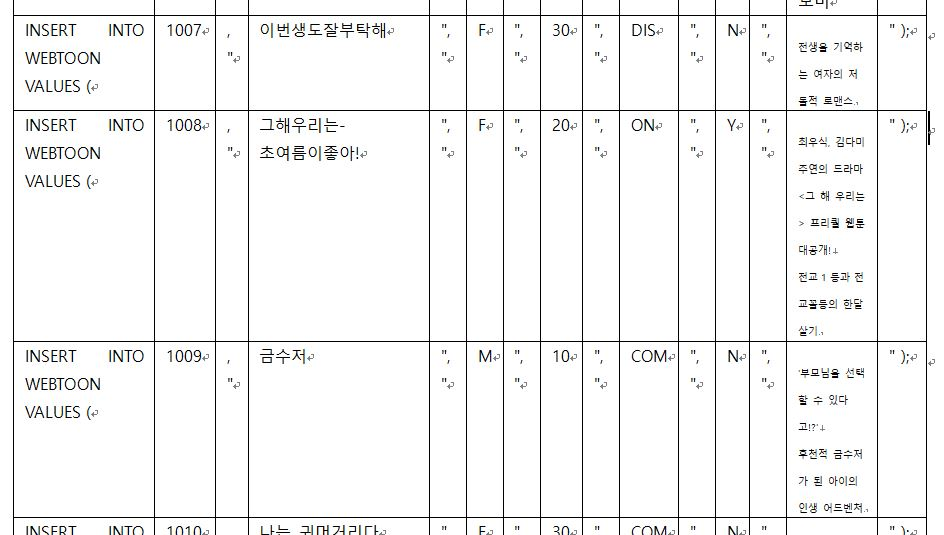 INSERT INTO 1007 , 이번생도잘부탁해 ", F ", 30 ", DIS ", N ", " );
WEBTOON " " " " " "
VALUES (
전생을 기억하
는 여자의 저
돌적 로맨스.
INSERT INTO 1008 , 그해우리는- ", F ", 20 ", ON ", Y ", " );
WEBTOON " 초여름이좋아! " " " " "
VALUES (
최우식, 김다미
주연의 드라마
<그 해 우리는
> 프리퀄 웹툰
대공개!
전교 1 등과 전
교꼴등의 한달
살기.
INSERT INTO 1009 , 금수저 ", M ", 10 ", COM ", N ", " );
WEBTOON " " " " " "
VALUES (
'부모님을 선택
할 수 있다
고!?'
후천적 금수저
가 된 아이의
인생 어드벤처.
INSERT INTO 1010 , 나는 귀머거리다 ", F ", 30 ", COM ", N ", " );